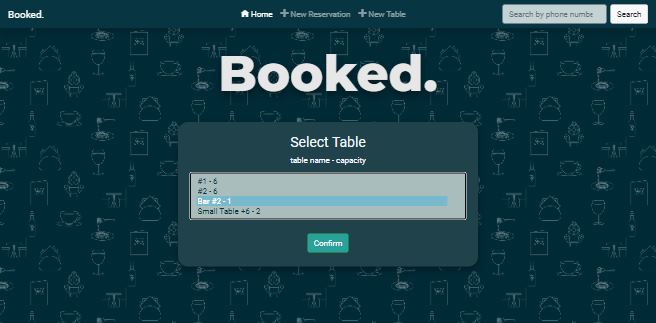 Booked.
Home
New Reservation
New Table
Search by phone numbe
Search
Booked.
Select Table
table name - capacity
#1 - 6
#2 - 6
Bar #2 - 1
Small Table +6 - 2
Confirm